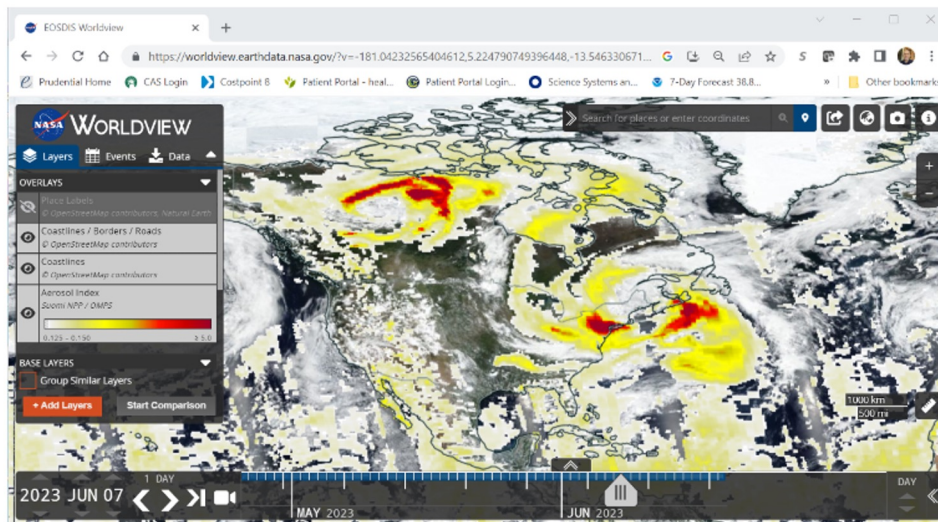 EOSDIS Worldview
https://worldview.earthdata.nasa.gov/?v=-181.04232565404612,5.224790749396448,-13.546330671...
Prudential Home CAS Login Costpoint 8 Patient Portal - heal... Patient Portal Login... Science Systems an... 7-Day Forecast 38.8... » Other bookmarks
NASA WORLDVIEW
Search for places or enter coordinates
Layers Events Data
OVERLAYS
Place Labels
© OpenStreetMap contributors, Natural Earth
Coastlines / Borders / Roads
© OpenStreetMap contributors
Coastlines
© OpenStreetMap contributors
Aerosol Index
Suomi NPP / OMPS
0.125 - 0.150 ≥ 5.0
BASE LAYERS
Group Similar Layers
+ Add Layers Start Comparison
1000 km
500 mi
1 DAY
2023 JUN 07
MAY 2023 JUN 2023
DAY